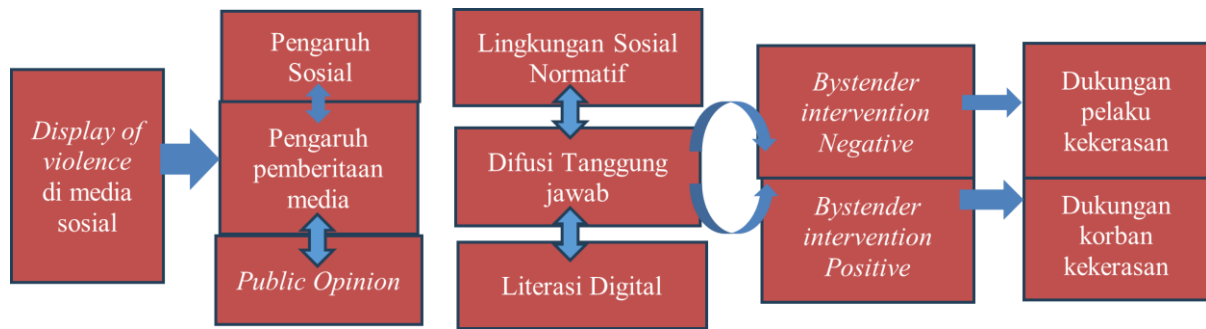 Display of
violence
di media
sosial
Pengaruh
Sosial
Pengaruh
pemberitaan
media
Public Opinion
Lingkungan Sosial
Normatif
Difusi Tanggung
jawab
Literasi Digital
Bystender
intervention
Negative
Bystender
intervention
Positive
Dukungan
pelaku
kekerasan
Dukungan
korban
kekerasan